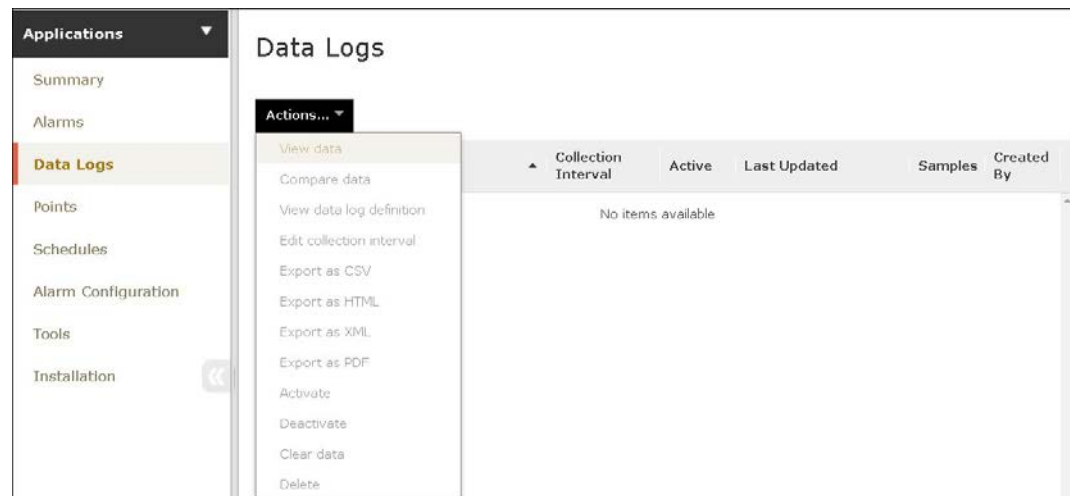 Applications
Summary
Alarms
Data Logs
Points
Schedules
Alarm Configuration
Tools
Installation
Data Logs
Actions...
View data
Compare data
View data log definition
Edit collection interval
Export as CSV
Export as HTML
Export as XML
Export as PDF
Activate
Deactivate
Clear data
Delete
Collection Interval
Active
Last Updated
Samples
Created By
No items available